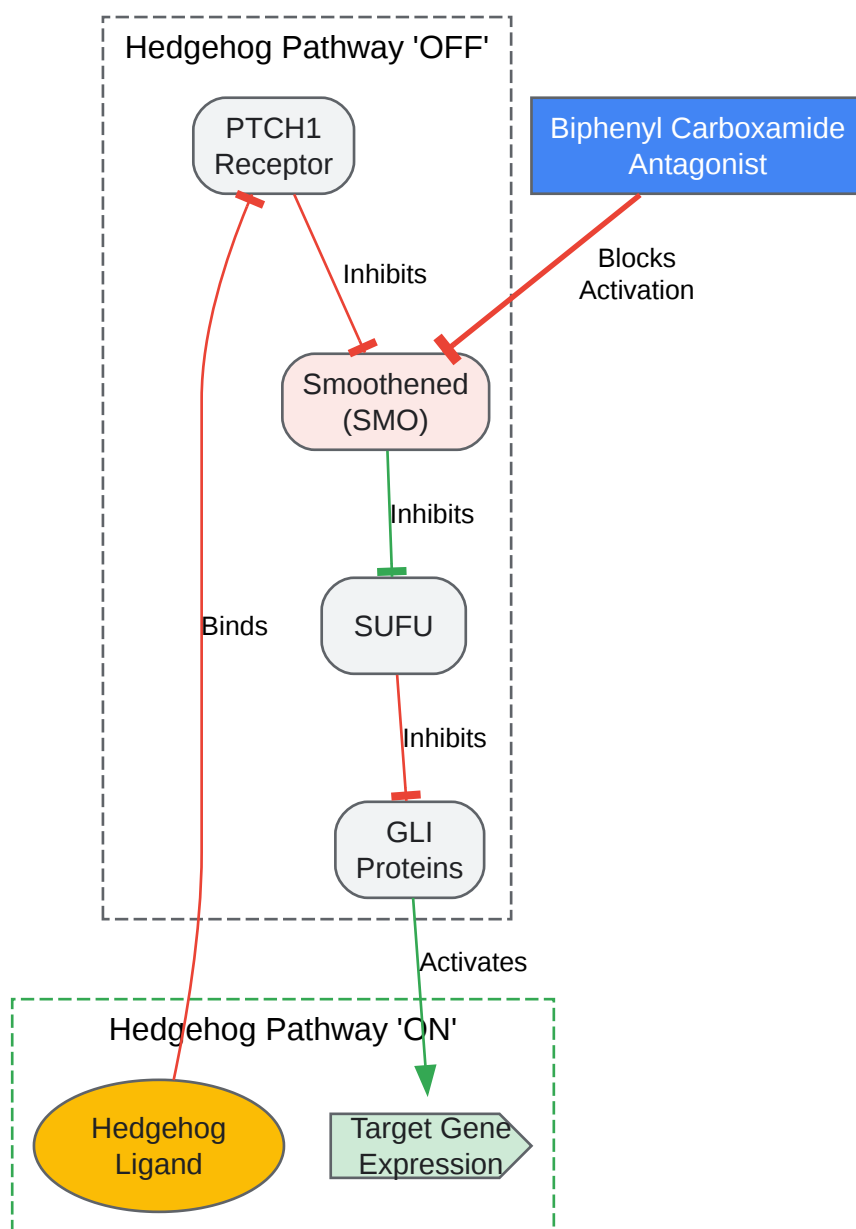 Hedgehog Pathway 'OFF'
PTCH1
Receptor
Biphenyl Carboxamide
Antagonist
Inhibits
Blocks
Activation
Smoothened
(SMO)
Inhibits
SUFU
Binds
Inhibits
GLI
Proteins
Activates
Hedgehog Pathway 'ON'
Hedgehog
Ligand
Target Gene
Expression